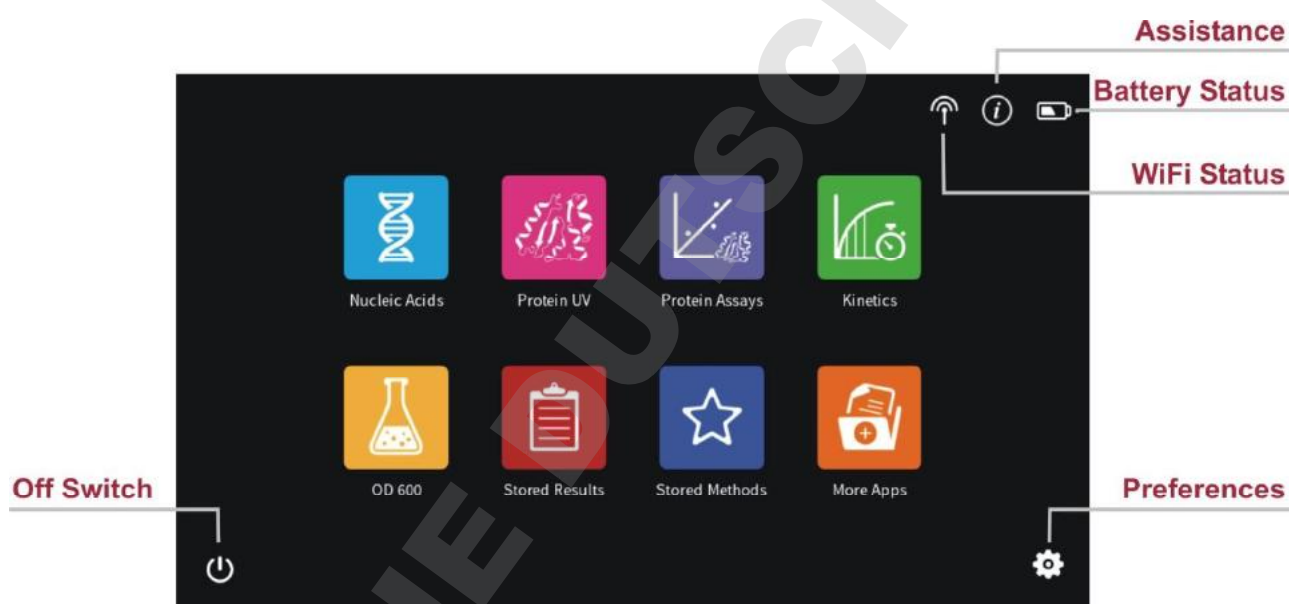 Assistance
Battery Status
WiFi Status
Nucleic Acids
Protein UV
Protein Assays
Kinetics
OD 600
Stored Results
Stored Methods
More Apps
Off Switch
Preferences